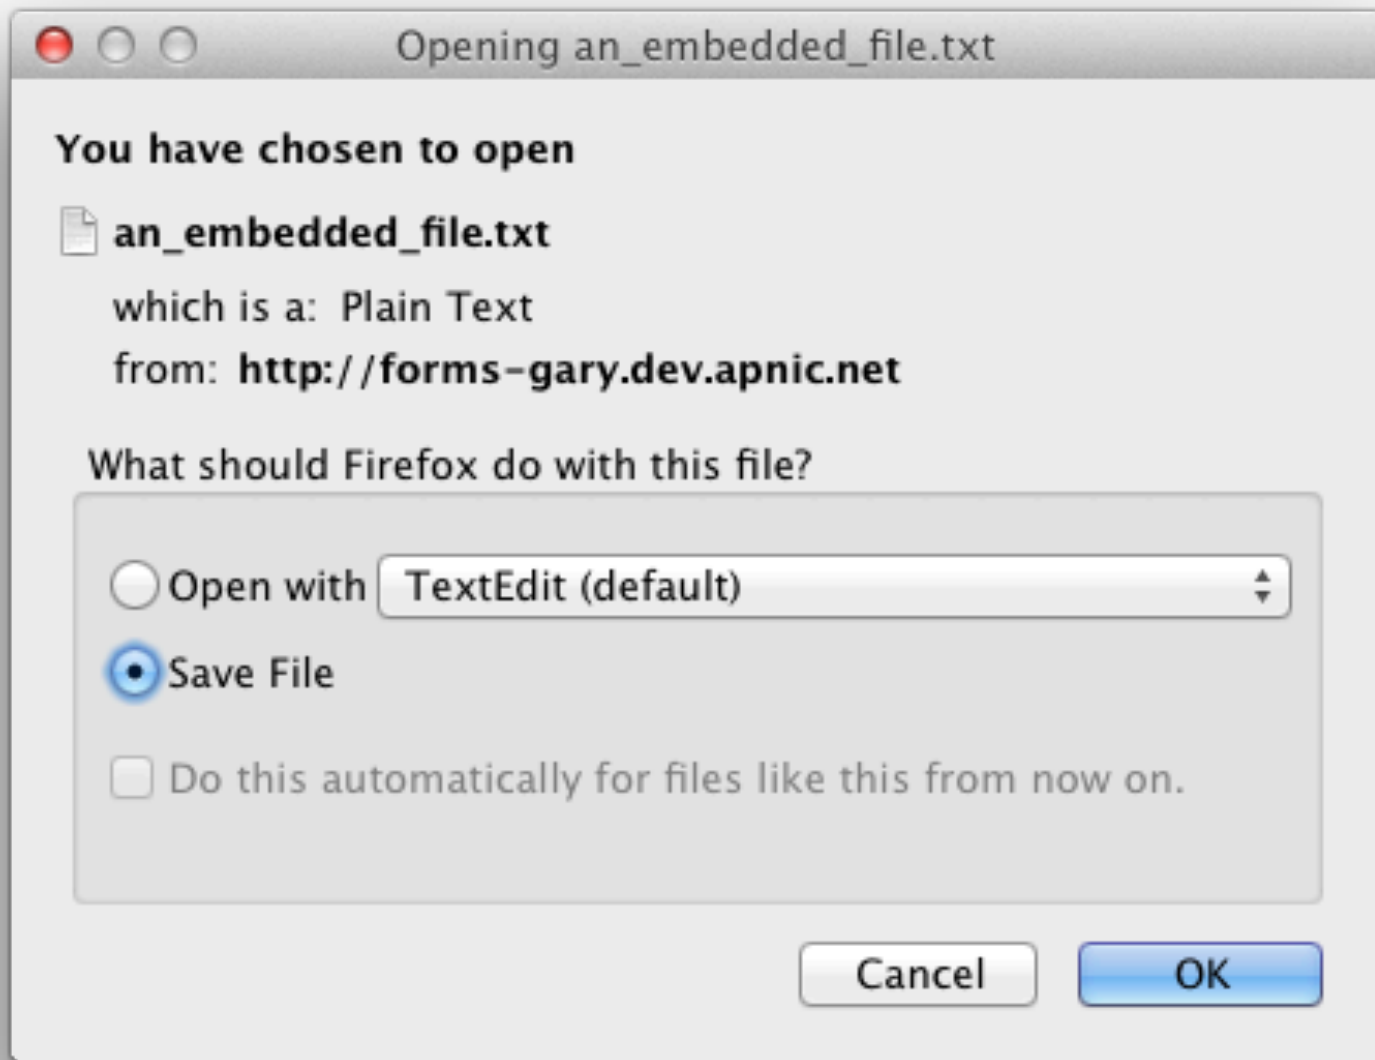 Opening an_embedded_file.txt
You have chosen to open
an_embedded_file.txt
which is a: Plain Text
from: http://forms-gary.dev.apnic.net
What should Firefox do with this file?
Open with TextEdit (default)
Save File
Do this automatically for files like this from now on.
Cancel OK